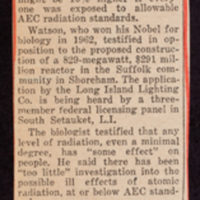 one was exposed to allowable
AEC radiation standards.
Watson, who won his Nobel for
biology in 1962, testified in op-
position to the proposed construc-
tion of a 829-megawatt, $291 mil-
lion reactor in the Suffolk com-
munity in Shoreham. The applica-
tion by the Long Island Lighting
Co. is being heard by a three-
member federal licensing panel in
South Setauket, L.I.
The biologist testified that any
level of radiation, even a minimal
degree, has "some effect" on
people. He said there has been
"too little" investigation into the
possible ill effects of atomic
radiation, at or below AEC stand-